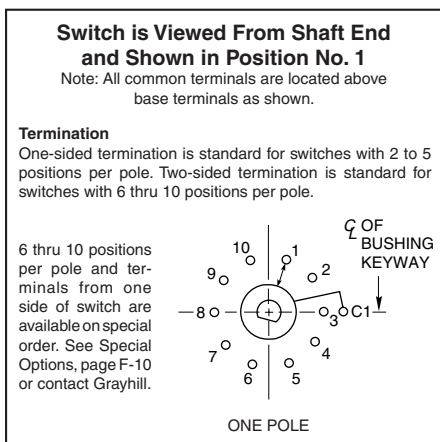 Switch is Viewed From Shaft End
and Shown in Position No. 1
Note: All common terminals are located above
base terminals as shown.
Termination
One-sided termination is standard for switches with 2 to 5
positions per pole. Two-sided termination is standard for
switches with 6 thru 10 positions per pole.
6 thru 10 positions
per pole and ter-
minals from one
side of switch are
available on special
order. See Special
Options, page F-10
or contact Grayhill.
℄ OF
BUSHING
KEYWAY
10 1
9 2
8 3 C1
7 4
6 5
ONE POLE